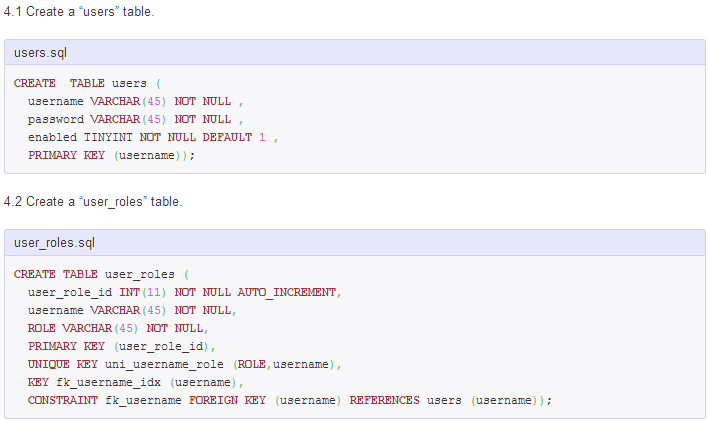 4.1 Create a “users” table.
users.sql
CREATE  TABLE users (
  username VARCHAR(45) NOT NULL ,
  password VARCHAR(45) NOT NULL ,
  enabled TINYINT NOT NULL DEFAULT 1 ,
  PRIMARY KEY (username));
4.2 Create a “user_roles” table.
user_roles.sql
CREATE TABLE user_roles (
  user_role_id INT(11) NOT NULL AUTO_INCREMENT,
  username VARCHAR(45) NOT NULL,
  ROLE VARCHAR(45) NOT NULL,
  PRIMARY KEY (user_role_id),
  UNIQUE KEY uni_username_role (ROLE,username),
  KEY fk_username_idx (username),
  CONSTRAINT fk_username FOREIGN KEY (username) REFERENCES users (username));